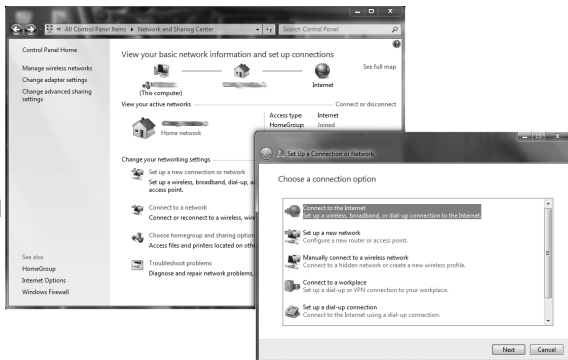 « All Control Panel Items ▸ Network and Sharing Center
Search Control Panel
Control Panel Home
Manage wireless networks
Change adapter settings
Change advanced sharing
settings
See also
HomeGroup
Internet Options
Windows Firewall
View your basic network information and set up connections
See full map
(This computer)
Internet
View your active networks
Connect or disconnect
Home network
Access type: Internet
HomeGroup: Joined
Change your networking settings
Set up a new connection or network
Set up a wireless, broadband, dial-up, a
access point.
Connect to a network
Connect or reconnect to a wireless, wire
Choose homegroup and sharing option
Access files and printers located on oth
Troubleshoot problems
Diagnose and repair network problems,
Set Up a Connection or Network
Choose a connection option
Connect to the Internet
Set up a wireless, broadband, or dial-up connection to the Internet.
Set up a new network
Configure a new router or access point.
Manually connect to a wireless network
Connect to a hidden network or create a new wireless profile.
Connect to a workplace
Set up a dial-up or VPN connection to your workplace.
Set up a dial-up connection
Connect to the Internet using a dial-up connection.
Next
Cancel